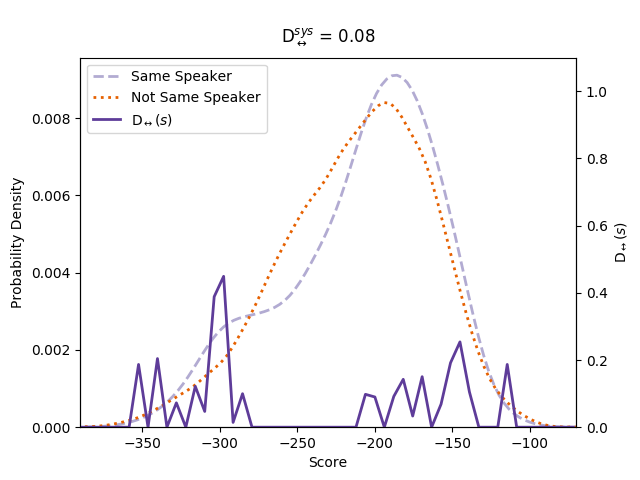 D↔sys = 0.08
Same Speaker
Not Same Speaker
D↔(s)
Probability Density
0.008
0.006
0.004
0.002
0.000
1.0
0.8
0.6
0.4
0.2
0.0
D↔(s)
−350
−300
−250
−200
−150
−100
Score